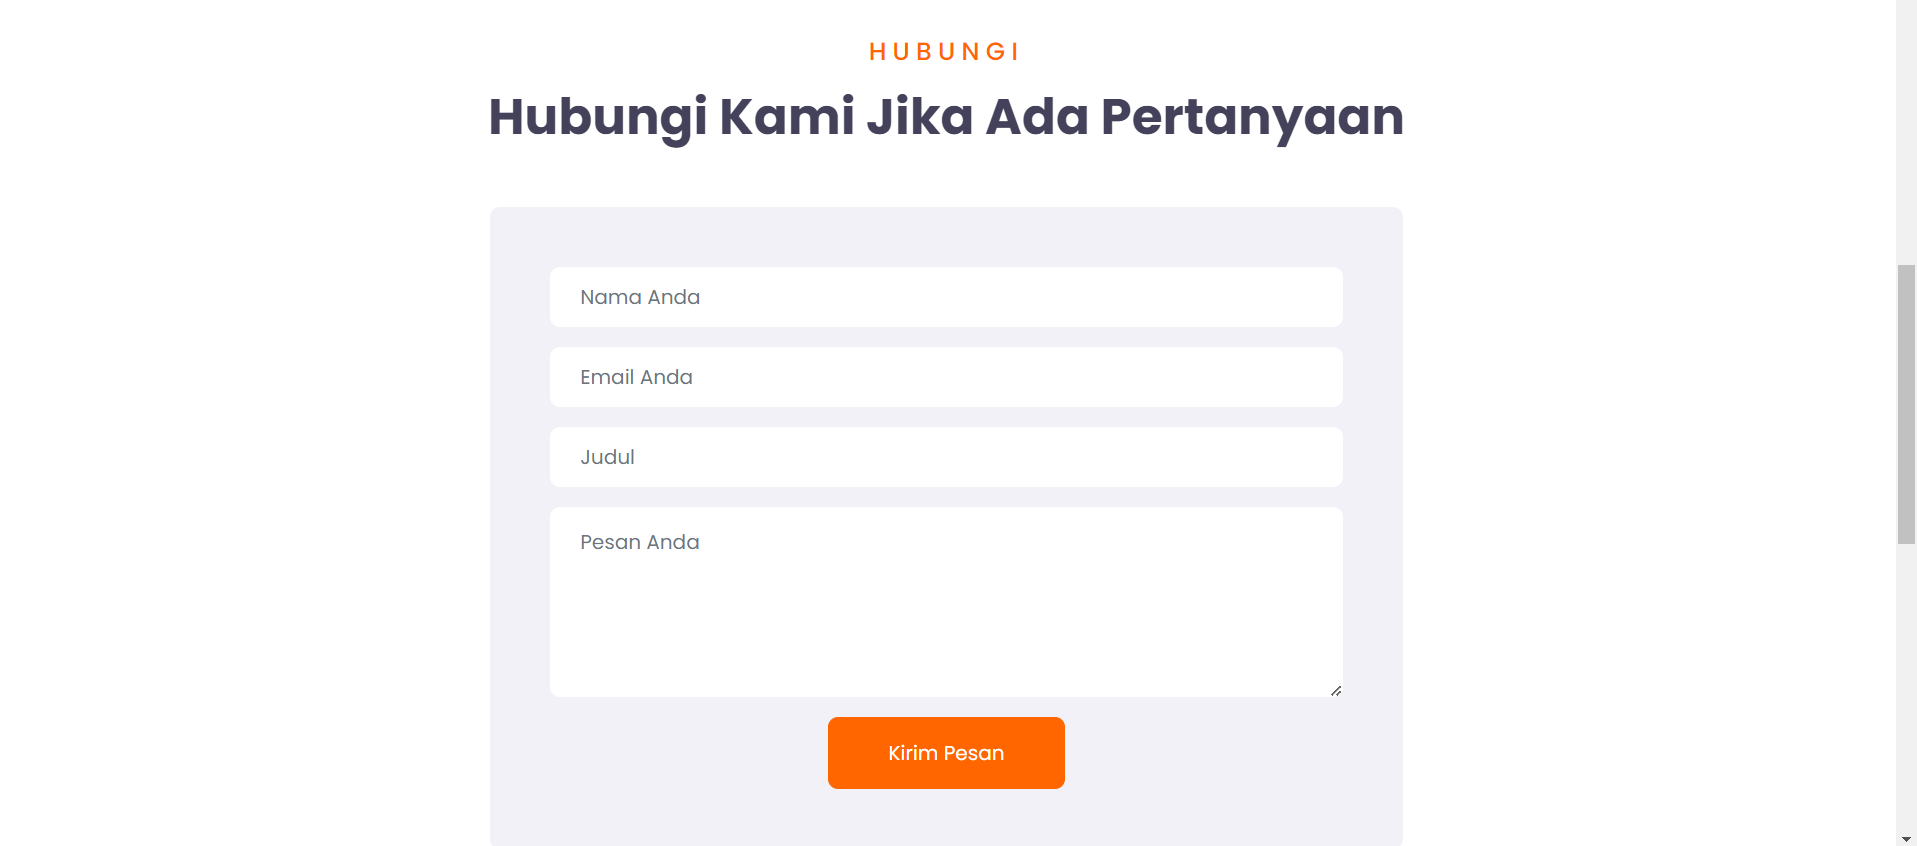 HUBUNGI
Hubungi Kami Jika Ada Pertanyaan
Nama Anda
Email Anda
Judul
Pesan Anda
Kirim Pesan